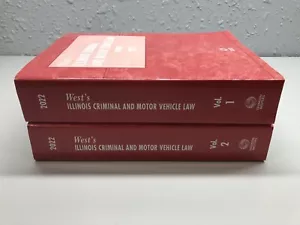 2022
West's
ILLINOIS CRIMINAL AND MOTOR VEHICLE LAW
Vol. 1
2022
West's
ILLINOIS CRIMINAL AND MOTOR VEHICLE LAW
Vol. 2